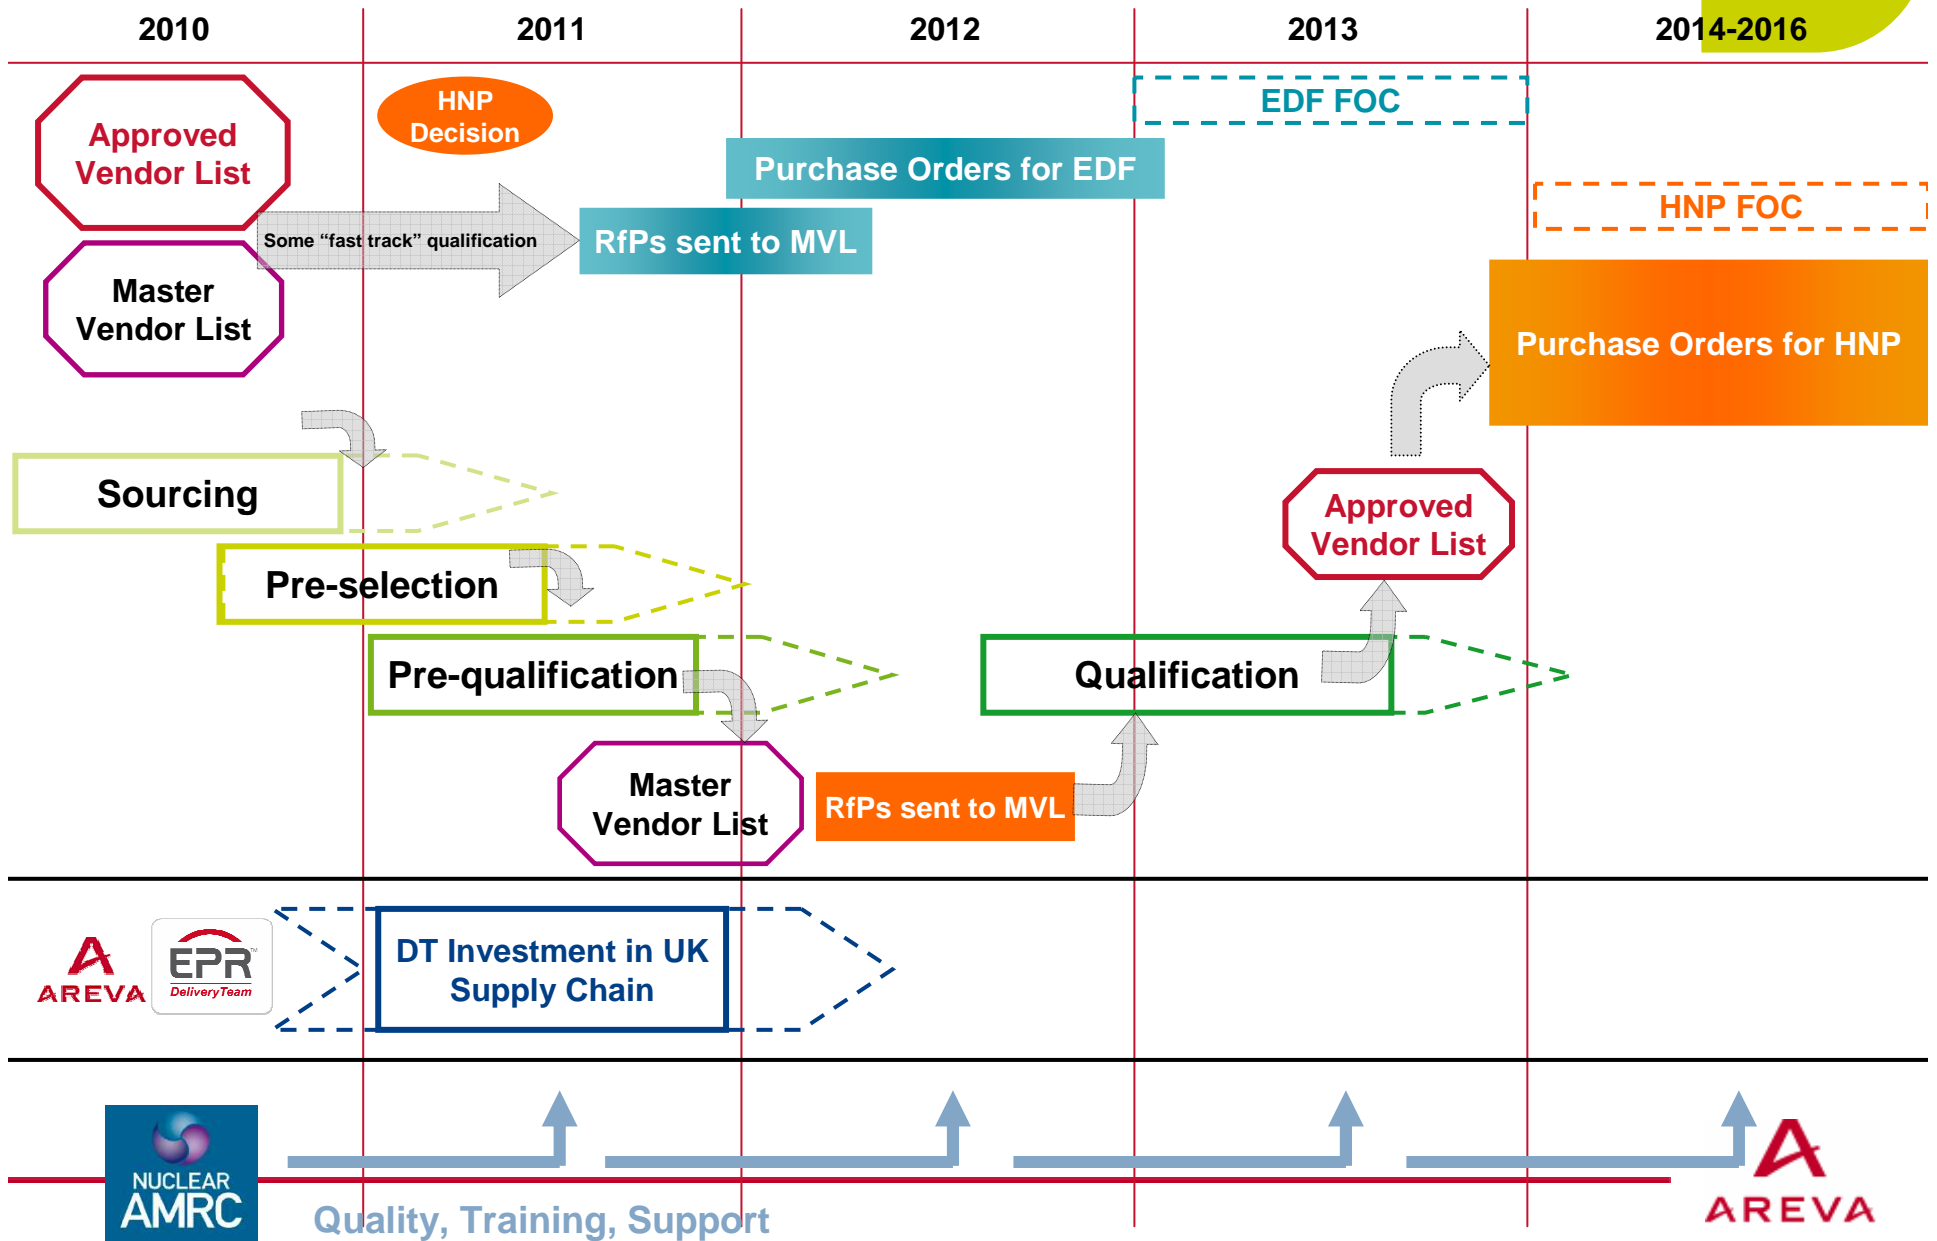 2010
2011
2012
2013
2014-2016
Approved
Vendor List
HNP
Decision
EDF FOC
Purchase Orders for EDF
HNP FOC
Some “fast track” qualification
RfPs sent to MVL
Master
Vendor List
Purchase Orders for HNP
Sourcing
Approved
Vendor List
Pre-selection
Pre-qualification
Qualification
Master
Vendor List
RfPs sent to MVL
AREVA
EPR™
DeliveryTeam
DT Investment in UK
Supply Chain
NUCLEAR
AMRC
Quality, Training, Support
AREVA